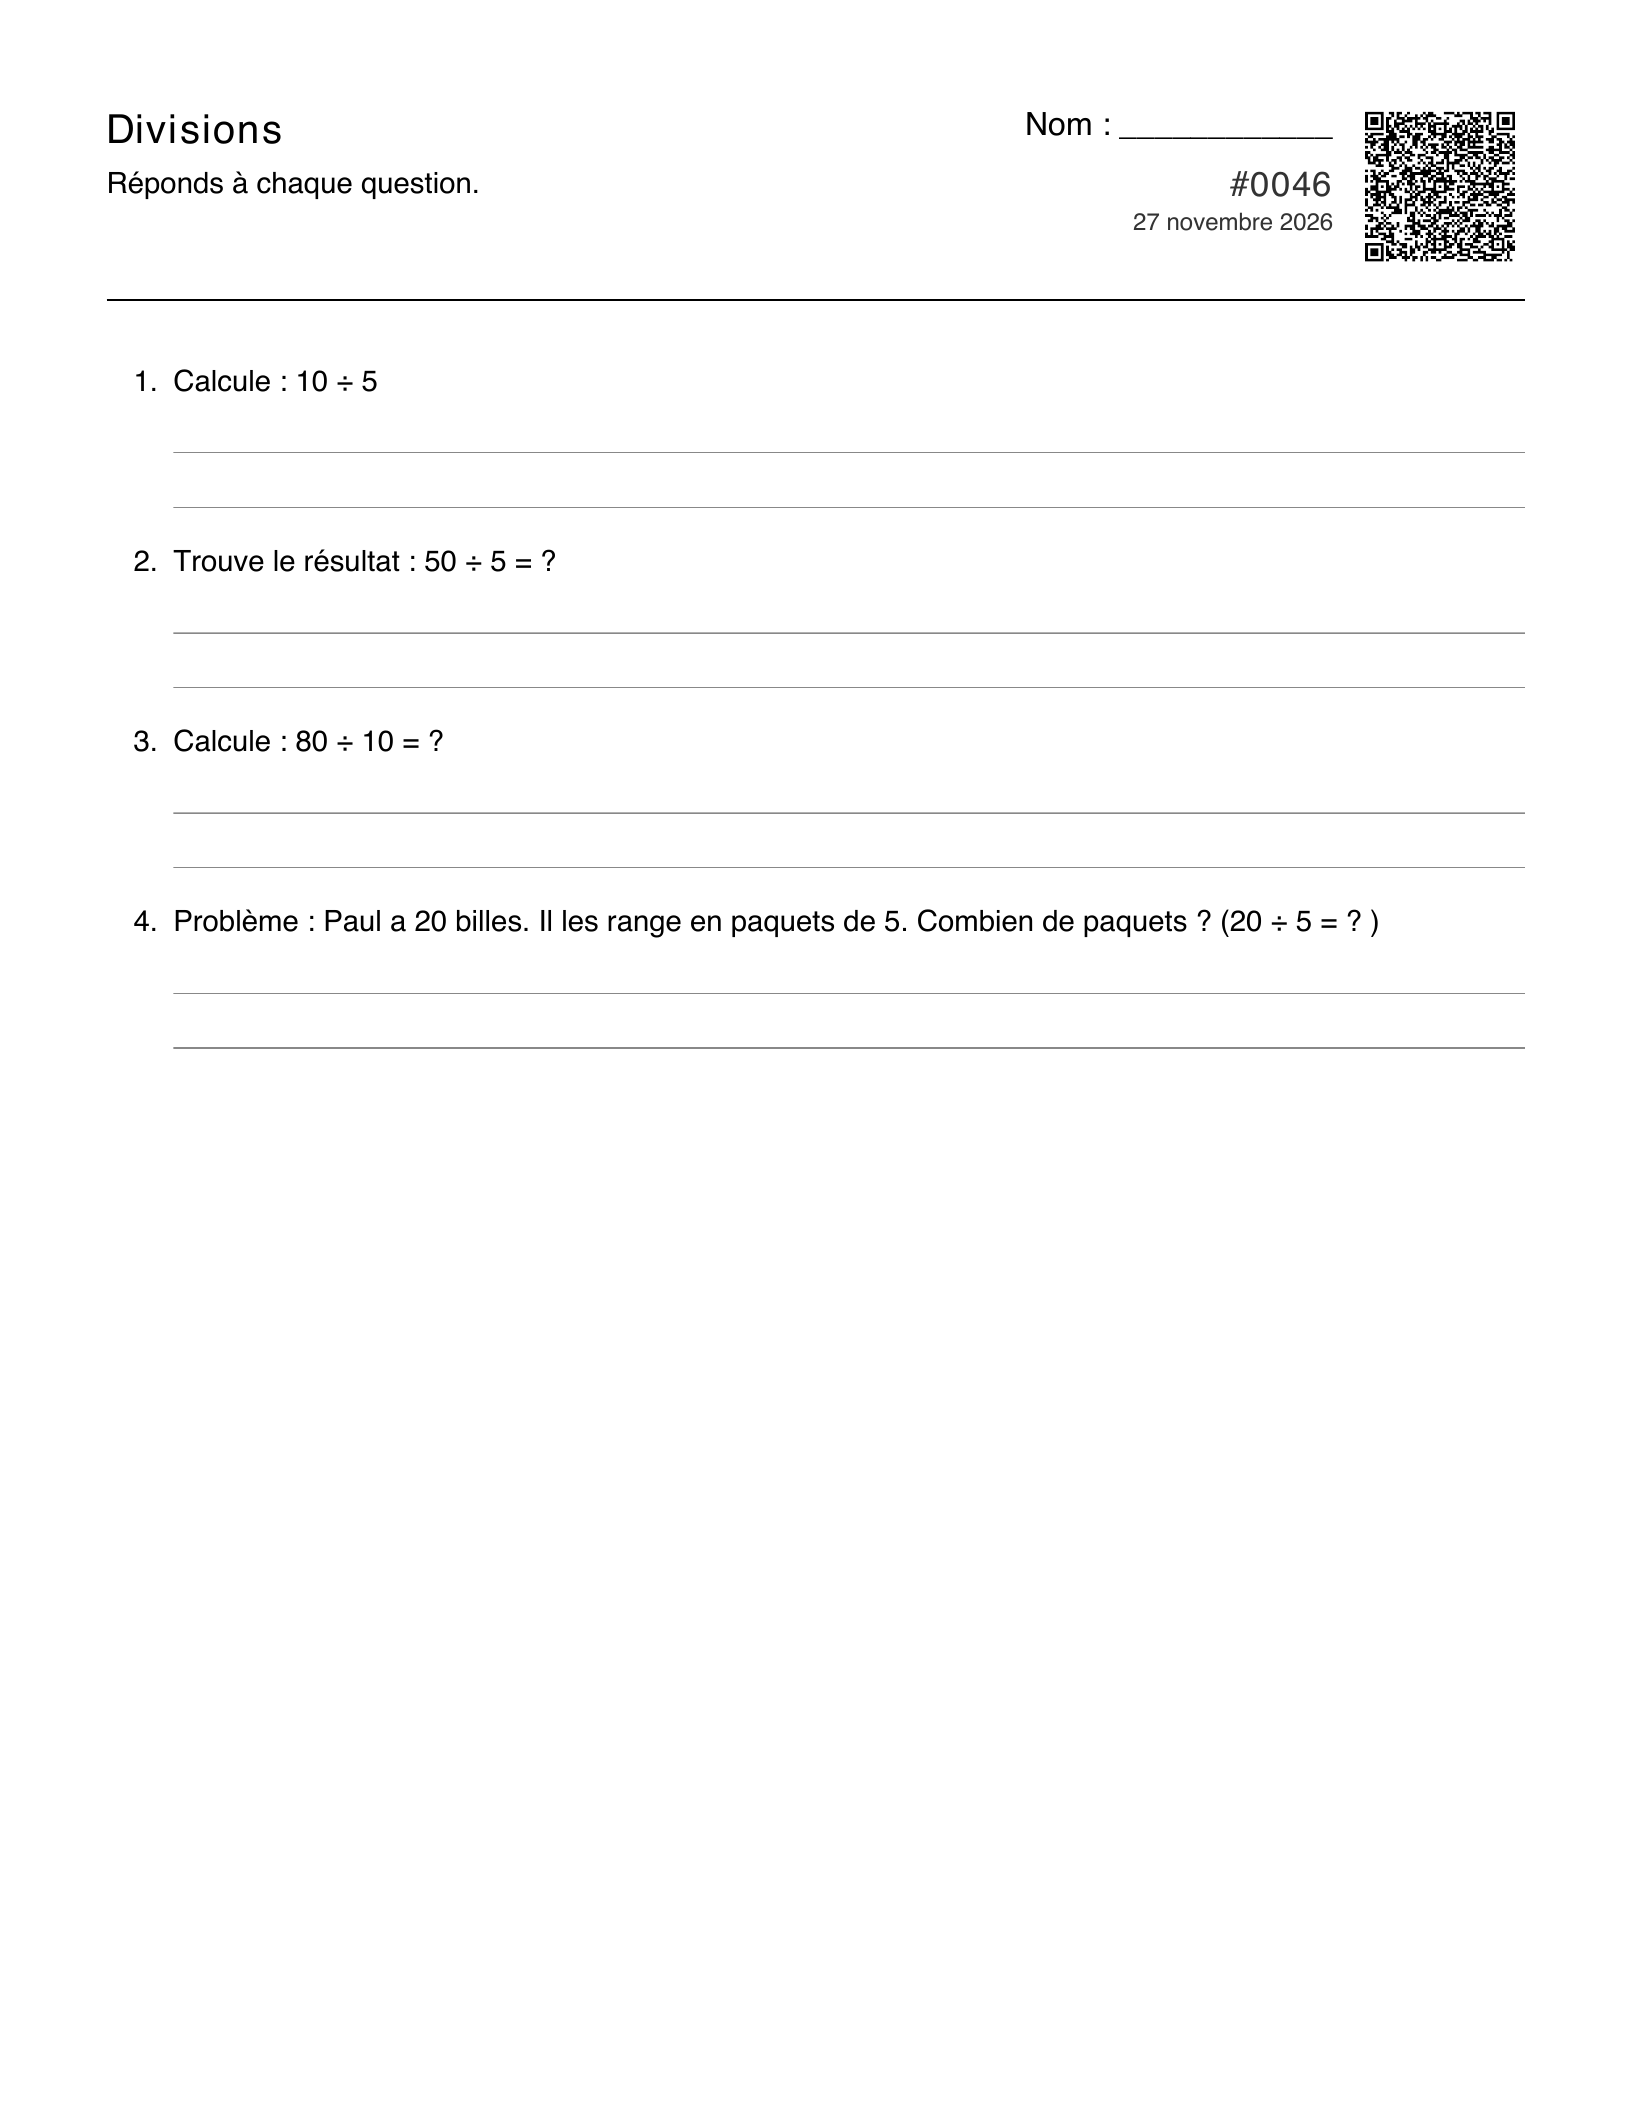 Divisions
Réponds à chaque question.
Nom : ____________
#0046
27 novembre 2026
1. Calcule : 10 ÷ 5
2. Trouve le résultat : 50 ÷ 5 = ?
3. Calcule : 80 ÷ 10 = ?
4. Problème : Paul a 20 billes. Il les range en paquets de 5. Combien de paquets ? (20 ÷ 5 = ? )